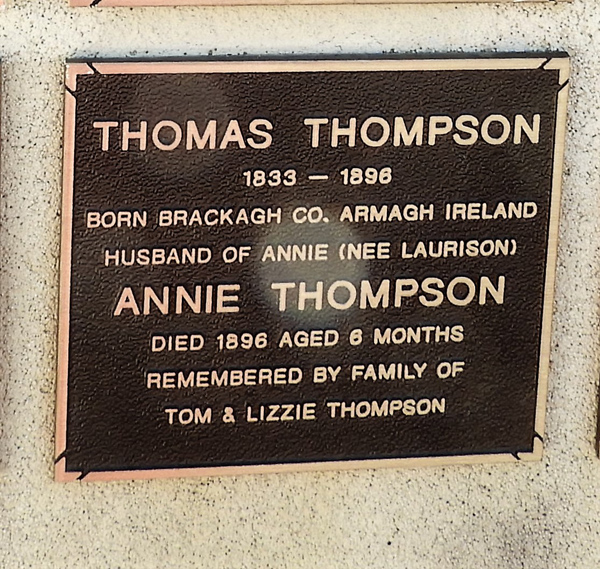 THOMAS THOMPSON
1833 — 1896
BORN BRACKAGH CO. ARMAGH IRELAND
HUSBAND OF ANNIE (NEE LAURISON)
ANNIE THOMPSON
DIED 1896 AGED 6 MONTHS
REMEMBERED BY FAMILY OF
TOM & LIZZIE THOMPSON